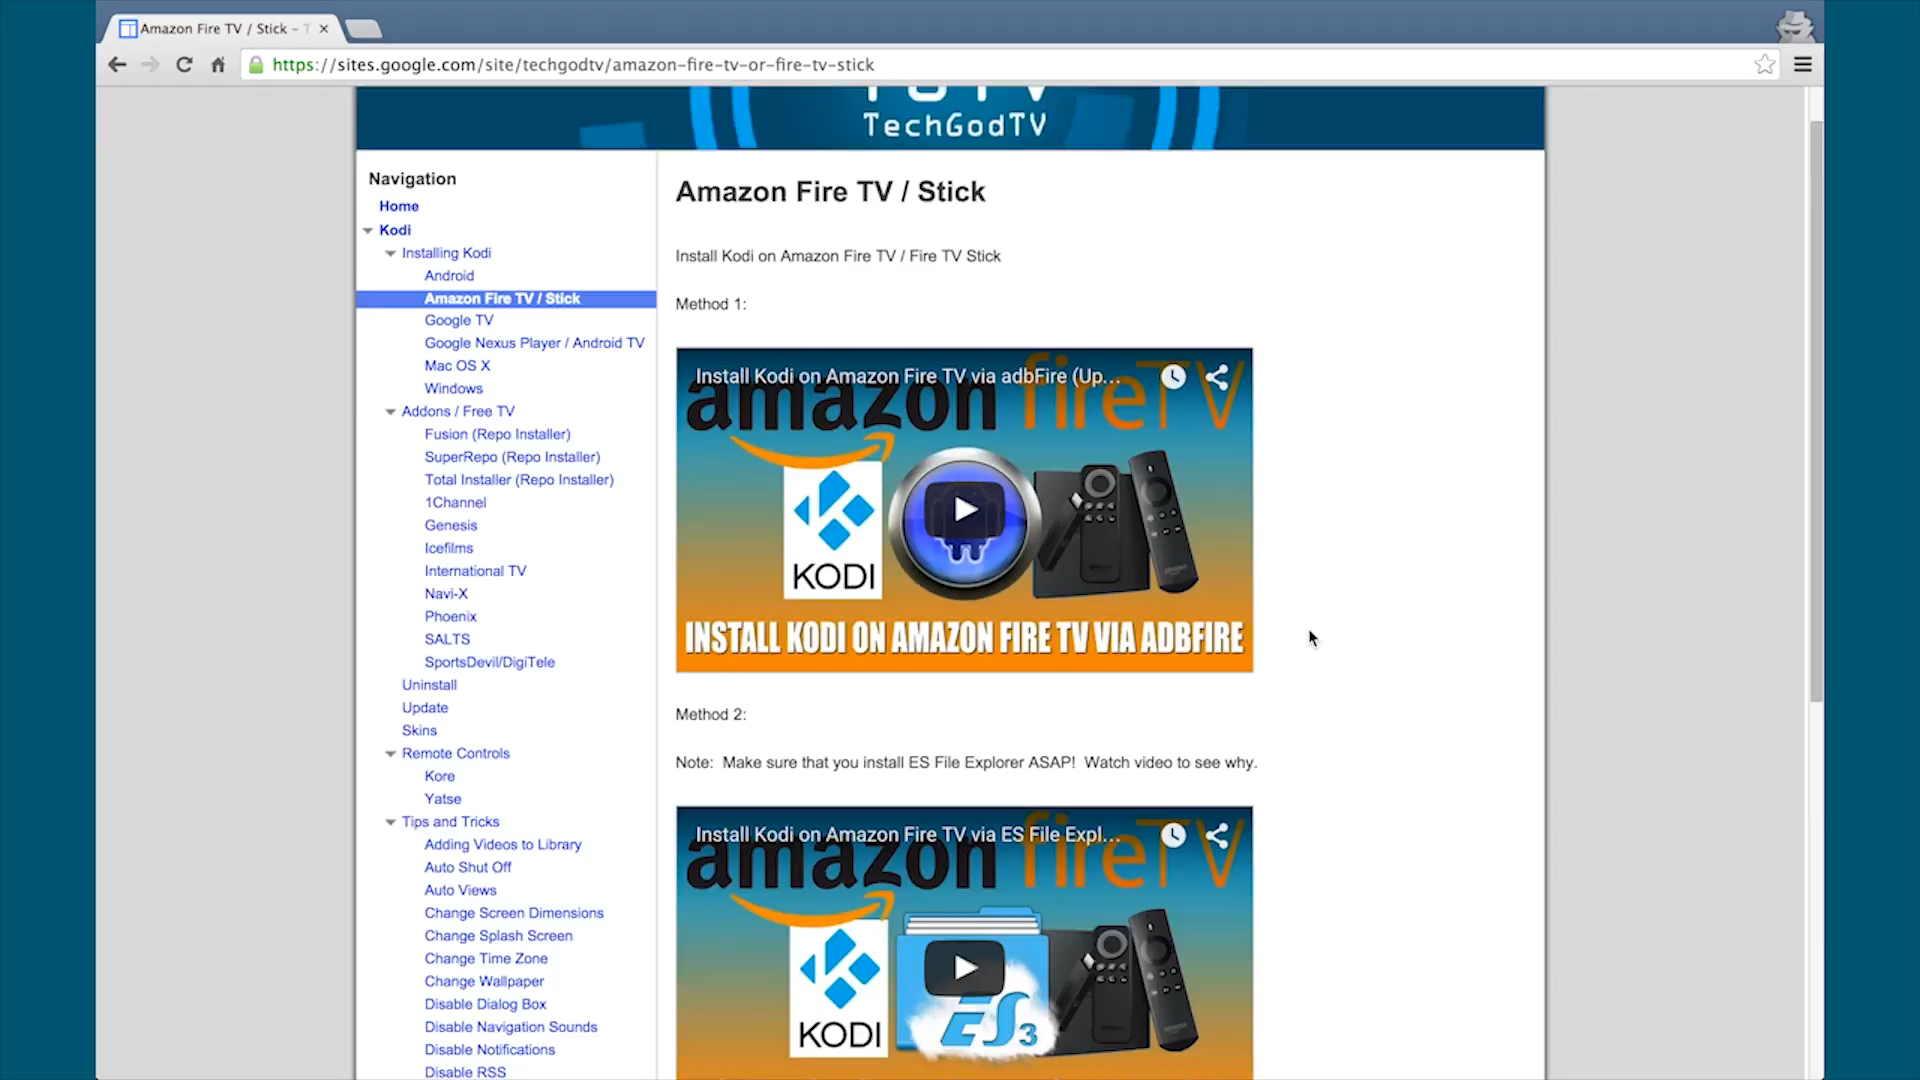 Amazon Fire TV / Stick - T
https://sites.google.com/site/techgodtv/amazon-fire-tv-or-fire-tv-stick
TechGodTV
Navigation
Home
Kodi
Installing Kodi
Android
Amazon Fire TV / Stick
Google TV
Google Nexus Player / Android TV
Mac OS X
Windows
Addons / Free TV
Fusion (Repo Installer)
SuperRepo (Repo Installer)
Total Installer (Repo Installer)
1Channel
Genesis
Icefilms
International TV
Navi-X
Phoenix
SALTS
SportsDevil/DigiTele
Uninstall
Update
Skins
Remote Controls
Kore
Yatse
Tips and Tricks
Adding Videos to Library
Auto Shut Off
Auto Views
Change Screen Dimensions
Change Splash Screen
Change Time Zone
Change Wallpaper
Disable Dialog Box
Disable Navigation Sounds
Disable Notifications
Disable RSS
Amazon Fire TV / Stick
Install Kodi on Amazon Fire TV / Fire TV Stick
Method 1:
Install Kodi on Amazon Fire TV via adbFire (Up...
amazon fireTV
KODI
INSTALL KODI ON AMAZON FIRE TV VIA ADBFIRE
Method 2:
Note: Make sure that you install ES File Explorer ASAP! Watch video to see why.
Install Kodi on Amazon Fire TV via ES File Expl...
amazon fireTV
KODI
ES 3